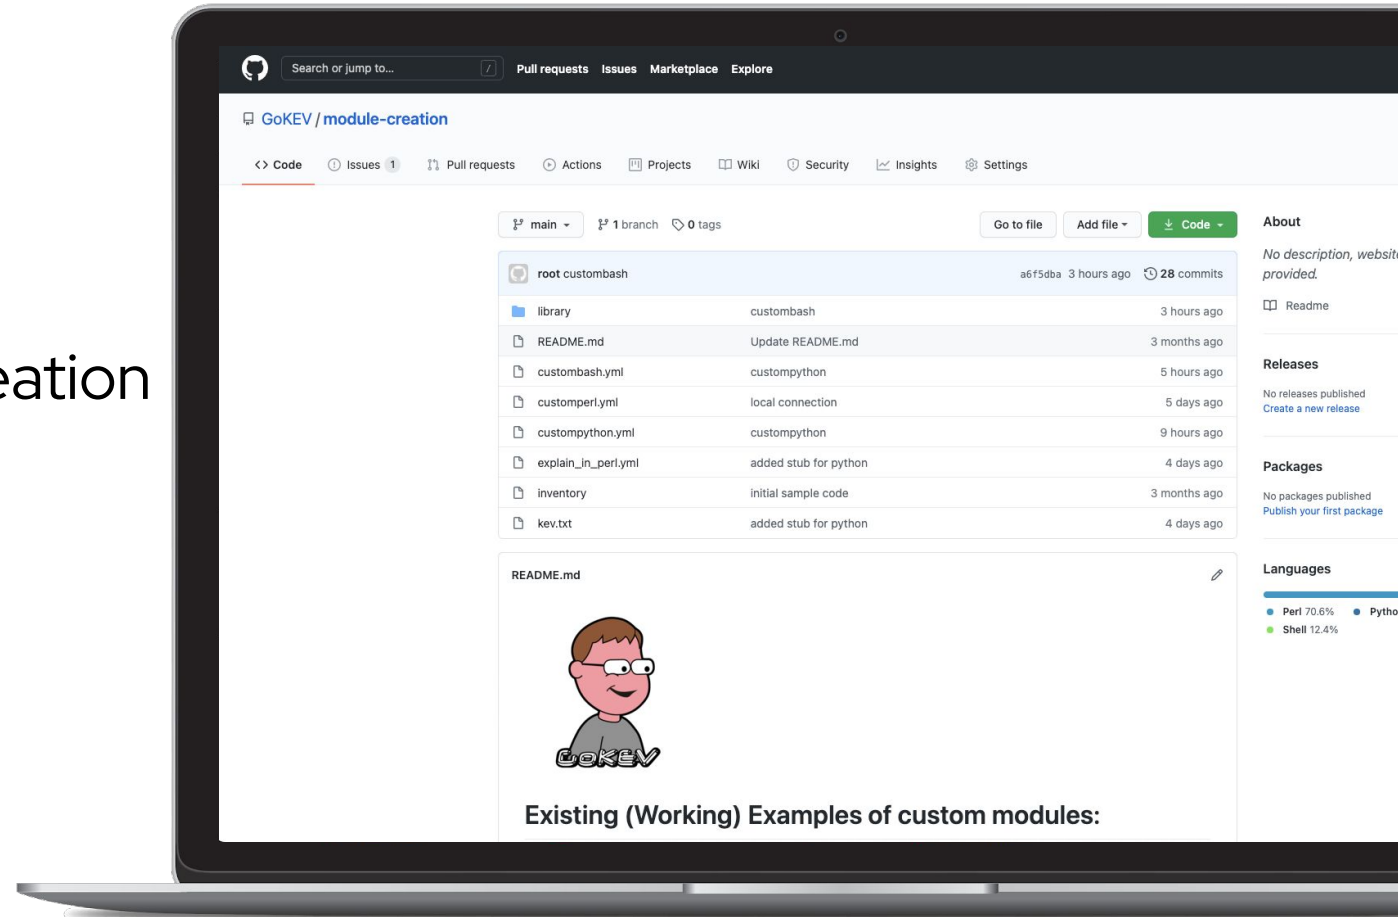 eation
Search or jump to... / Pull requests Issues Marketplace Explore
GoKEV / module-creation
<> Code Issues 1 Pull requests Actions Projects Wiki Security Insights Settings
main 1 branch 0 tags Go to file Add file Code
root custombash a6f5dba 3 hours ago 28 commits
library custombash 3 hours ago
README.md Update README.md 3 months ago
custombash.yml custompython 5 hours ago
customperl.yml local connection 5 days ago
custompython.yml custompython 9 hours ago
explain_in_perl.yml added stub for python 4 days ago
inventory initial sample code 3 months ago
kev.txt added stub for python 4 days ago
README.md
GOKEV
Existing (Working) Examples of custom modules:
About
No description, website
provided.
Readme
Releases
No releases published
Create a new release
Packages
No packages published
Publish your first package
Languages
Perl 70.6% Pytho
Shell 12.4%